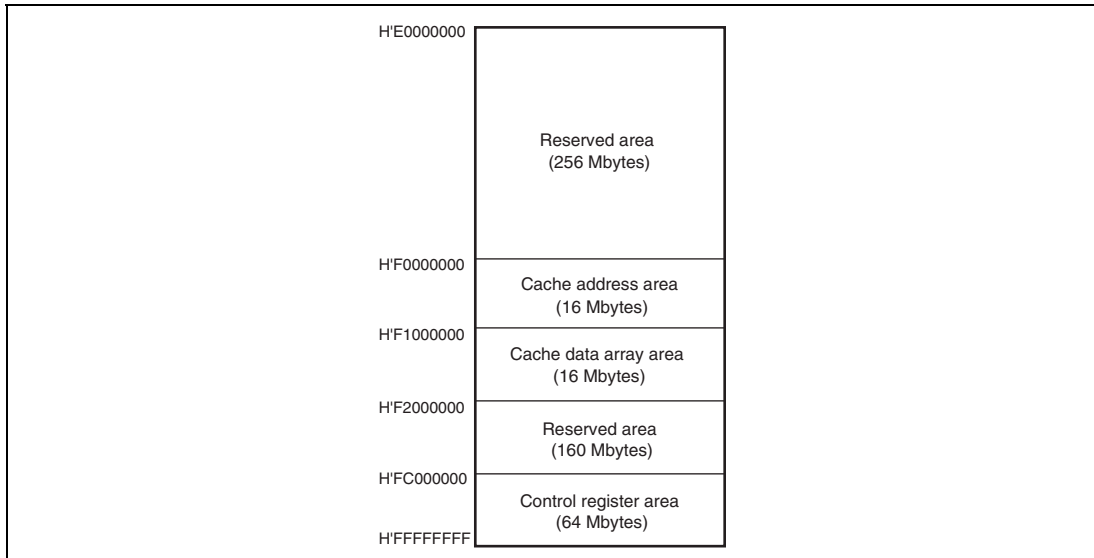 H'E0000000
Reserved area
(256 Mbytes)
H'F0000000
Cache address area
(16 Mbytes)
H'F1000000
Cache data array area
(16 Mbytes)
H'F2000000
Reserved area
(160 Mbytes)
H'FC000000
Control register area
(64 Mbytes)
H'FFFFFFFF